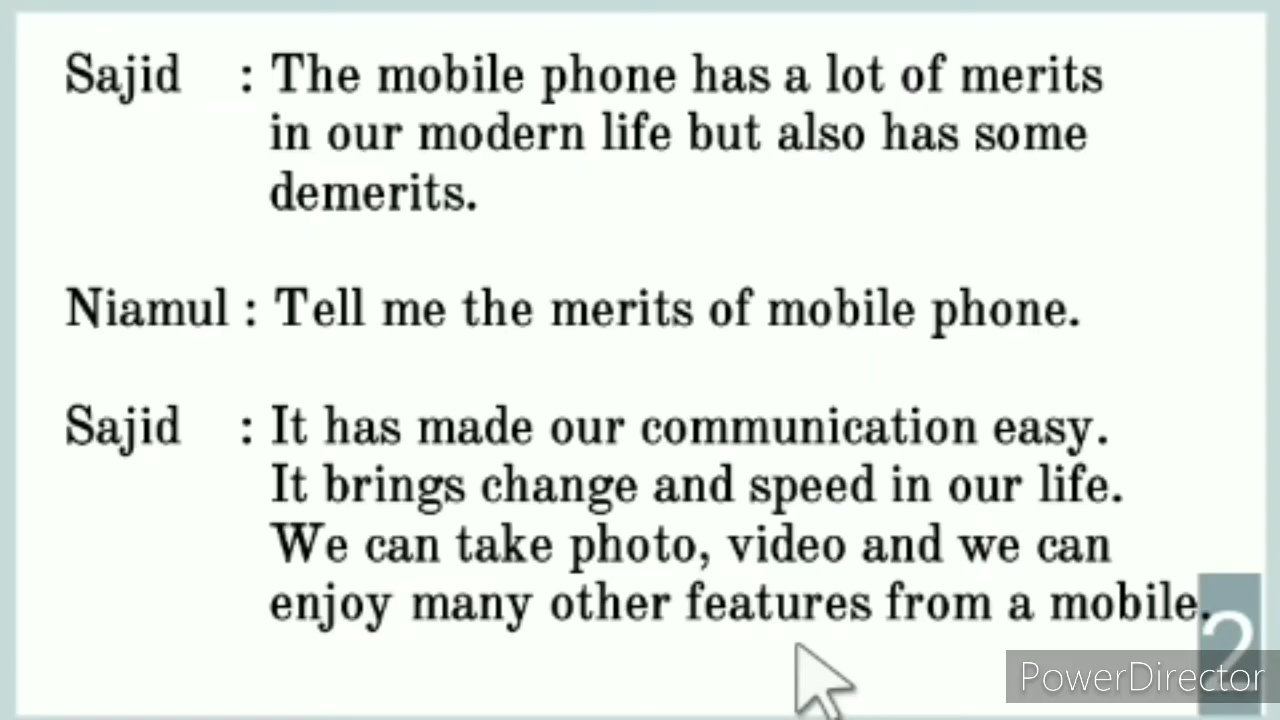 Sajid : The mobile phone has a lot of merits
in our modern life but also has some
demerits.
Niamul : Tell me the merits of mobile phone.
Sajid : It has made our communication easy.
It brings change and speed in our life.
We can take photo, video and we can
enjoy many other features from a mobile.
2
PowerDirector